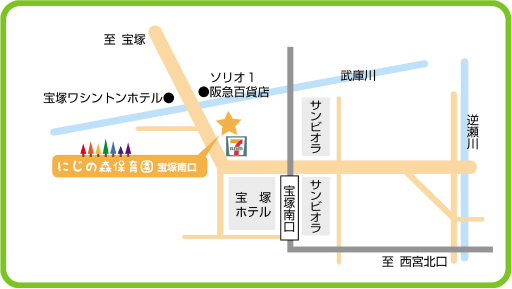 至 宝塚
ソリオ1
阪急百貨店
武庫川
宝塚ワシントンホテル
サンビオラ
逆瀬川
7
ELEVEN
にじの森保育園 宝塚南口
宝塚
ホテル
宝塚南口
サンビオラ
至 西宮北口